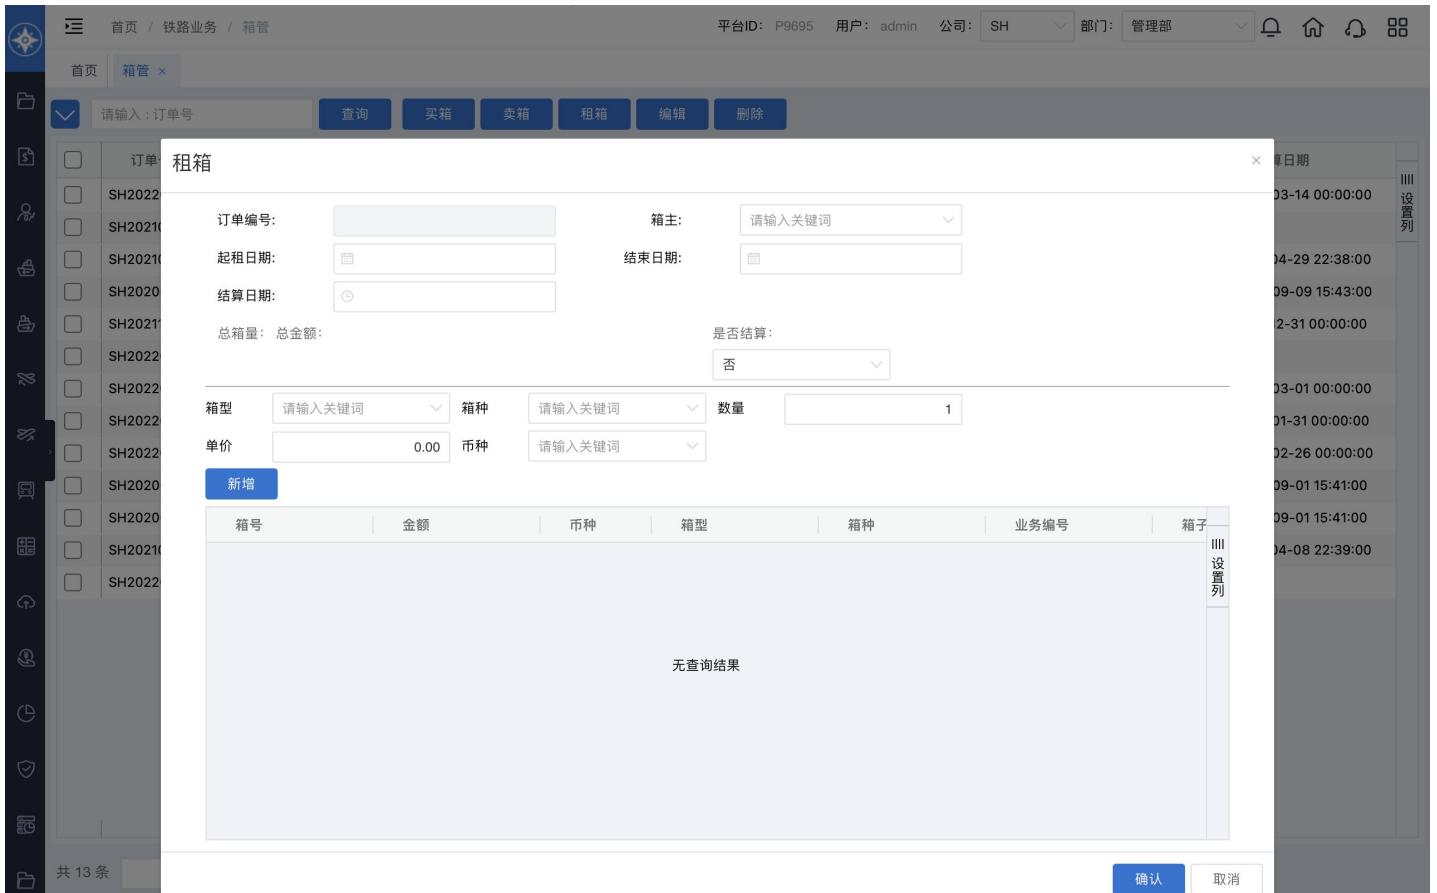 首页 / 铁路业务 / 箱管
平台ID: P9695 用户: admin 公司: SH 部门: 管理部
首页 箱管 ×
请输入 : 订单号 查询 买箱 卖箱 租箱 编辑 删除
订单 算日期
租箱 ×
SH2022 03-14 00:00:00
设置列
订单编号: 箱主: 请输入关键词
SH2021
起租日期: 结束日期:
SH2021 04-29 22:38:00
结算日期:
SH2020 09-09 15:43:00
总箱量: 总金额: 是否结算:
SH2021 2-31 00:00:00
否
SH2022
SH2022 03-01 00:00:00
箱型 请输入关键词 箱种 请输入关键词 数量 1
SH2022 01-31 00:00:00
单价 0.00 币种 请输入关键词
SH2022 02-26 00:00:00
新增
SH2020 09-01 15:41:00
箱号 金额 币种 箱型 箱种 业务编号 箱子
SH2020 09-01 15:41:00
SH2021 04-08 22:39:00
设置列
SH2022
无查询结果
共 13 条
确认 取消